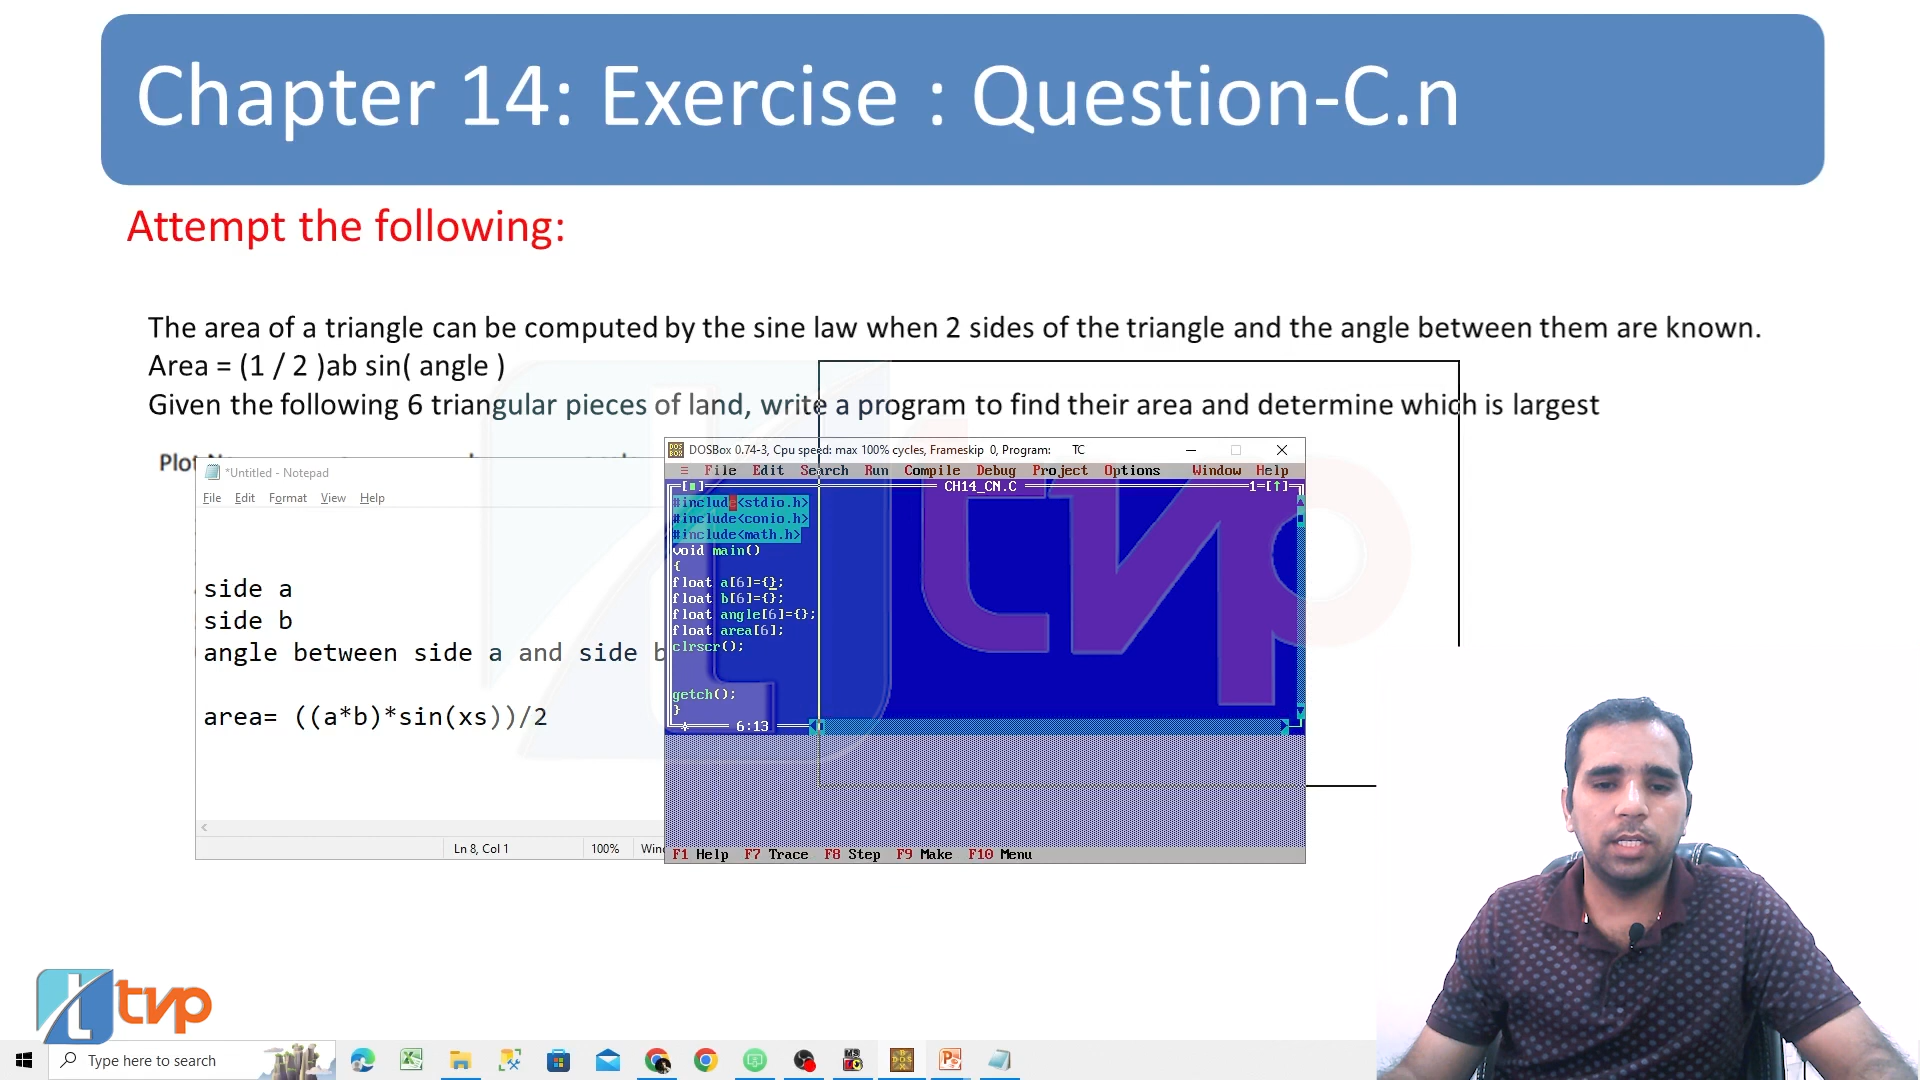 Chapter 14: Exercise : Question-C.n
Attempt the following:
The area of a triangle can be computed by the sine law when 2 sides of the triangle and the angle between them are known.
Area = (1 / 2 )ab sin( angle )
Given the following 6 triangular pieces of land, write a program to find their area and determine which is largest
Plot
*Untitled - Notepad
File Edit Format View Help
side a
side b
angle between side a and side b
area= ((a*b)*sin(xs))/2
Ln 8, Col 1 100% Win
DOSBox 0.74-3, Cpu speed: max 100% cycles, Frameskip 0, Program: TC
≡ File Edit Search Run Compile Debug Project Options Window Help
[■] CH14_CN.C 1=[↑]
#include<stdio.h>
#include<conio.h>
#include<math.h>
void main()
{
float a[6]={};
float b[6]={};
float angle[6]={};
float area[6];
clrscr();
getch();
}
* 6:13
F1 Help F7 Trace F8 Step F9 Make F10 Menu
tvp
t tvp
Type here to search